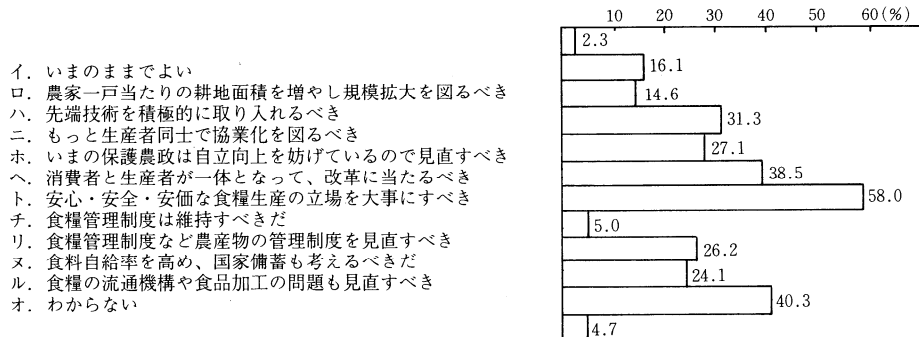 10 20 30 40 50 60(%)
2.3
イ．いまのままでよい
16.1
ロ．農家一戸当たりの耕地面積を増やし規模拡大を図るべき
14.6
ハ．先端技術を積極的に取り入れるべき
31.3
ニ．もっと生産者同士で協業化を図るべき
27.1
ホ．いまの保護農政は自立向上を妨げているので見直すべき
38.5
ヘ．消費者と生産者が一体となって、改革に当たるべき
58.0
ト．安心・安全・安価な食糧生産の立場を大事にすべき
5.0
チ．食糧管理制度は維持すべきだ
26.2
リ．食糧管理制度など農産物の管理制度を見直すべき
24.1
ヌ．食料自給率を高め、国家備蓄も考えるべきだ
40.3
ル．食糧の流通機構や食品加工の問題も見直すべき
4.7
オ．わからない